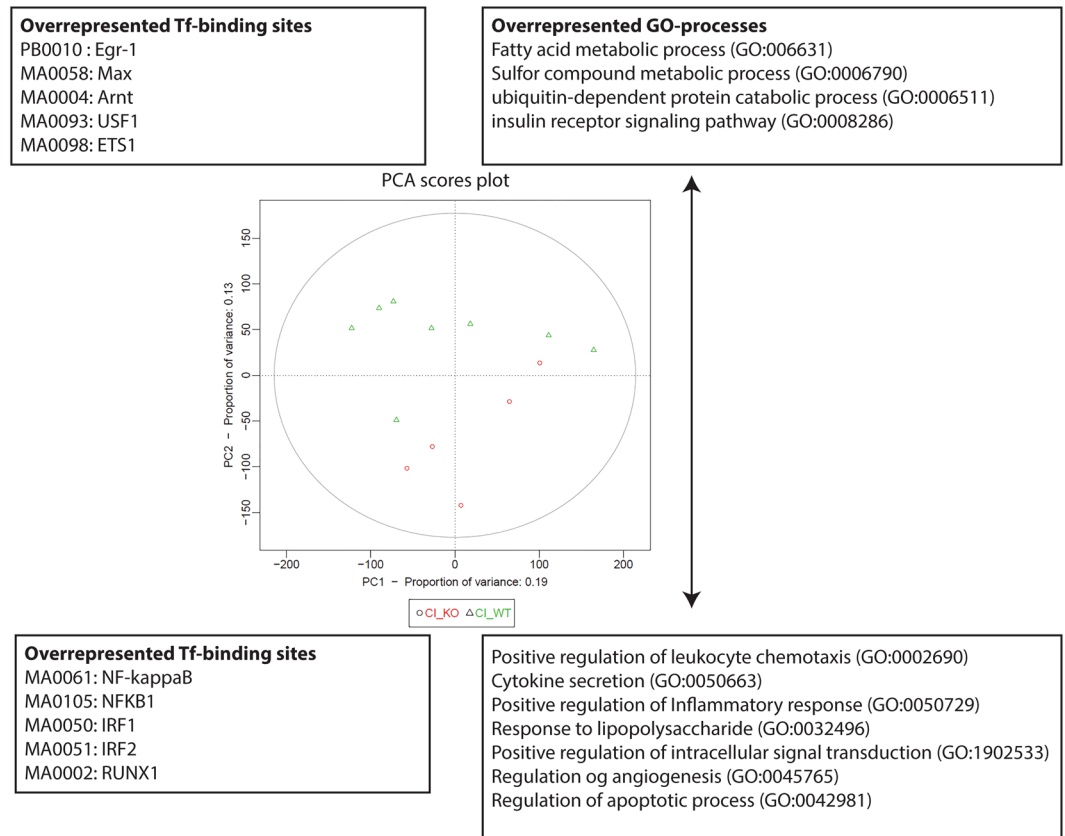 Overrepresented Tf-binding sites
PB0010 : Egr-1
MA0058: Max
MA0004: Arnt
MA0093: USF1
MA0098: ETS1
Overrepresented GO-processes
Fatty acid metabolic process (GO:006631)
Sulfor compound metabolic process (GO:0006790)
ubiquitin-dependent protein catabolic process (GO:0006511)
insulin receptor signaling pathway (GO:0008286)
PCA scores plot
PC2 − Proportion of variance: 0.13
150
100
50
0
−50
−100
−150
−200 −100 0 100 200
PC1 − Proportion of variance: 0.19
CI_KO CI_WT
Overrepresented Tf-binding sites
MA0061: NF-kappaB
MA0105: NFKB1
MA0050: IRF1
MA0051: IRF2
MA0002: RUNX1
Positive regulation of leukocyte chemotaxis (GO:0002690)
Cytokine secretion (GO:0050663)
Positive regulation of Inflammatory response (GO:0050729)
Response to lipopolysaccharide (GO:0032496)
Positive regulation of intracellular signal transduction (GO:1902533)
Regulation og angiogenesis (GO:0045765)
Regulation of apoptotic process (GO:0042981)